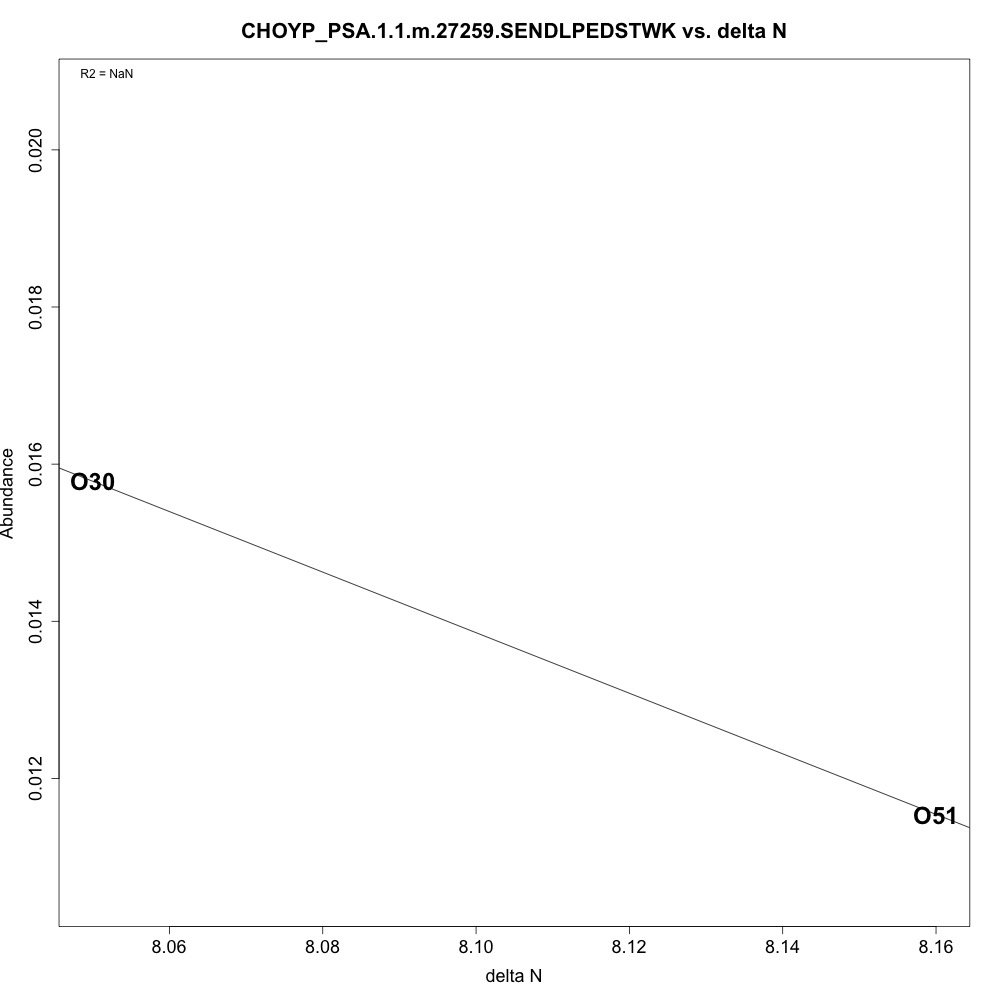 CHOYP_PSA.1.1.m.27259.SENDLPEDSTWK vs. delta N
R2 = NaN
0.020
0.018
0.016
0.014
0.012
Abundance
O30
O51
8.06 8.08 8.10 8.12 8.14 8.16
delta N